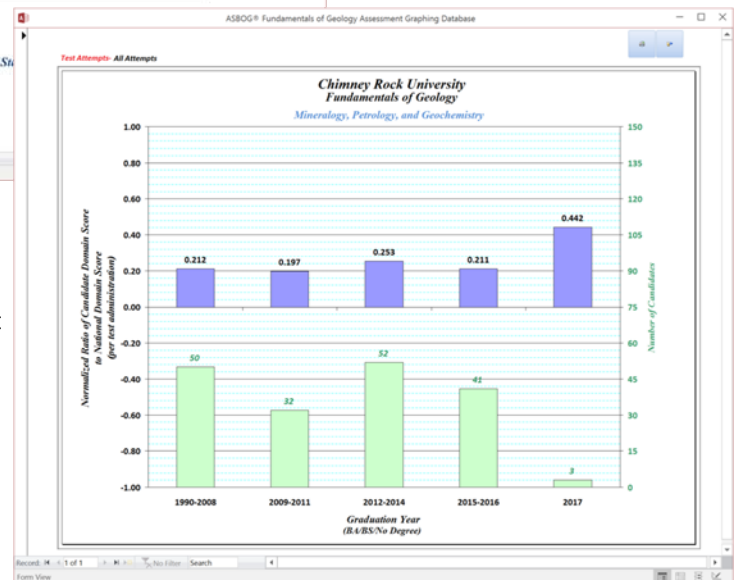 ASBOG® Fundamentals of Geology Assessment Graphing Database
Test Attempts- All Attempts
Chimney Rock University
Fundamentals of Geology
Mineralogy, Petrology, and Geochemistry
Normalized Ratio of Candidate Domain Score
to National Domain Score
(per test administration)
1.00
0.80
0.60
0.40
0.20
0.00
-0.20
-0.40
-0.60
-0.80
-1.00
0.212
0.197
0.253
0.211
0.442
50
32
52
41
3
150
135
120
105
90
75
60
45
30
15
0
Number of Candidates
1990-2008
2009-2011
2012-2014
2015-2016
2017
Graduation Year
(BA/BS/No Degree)
Record: 1 of 1 No Filter Search
Form View